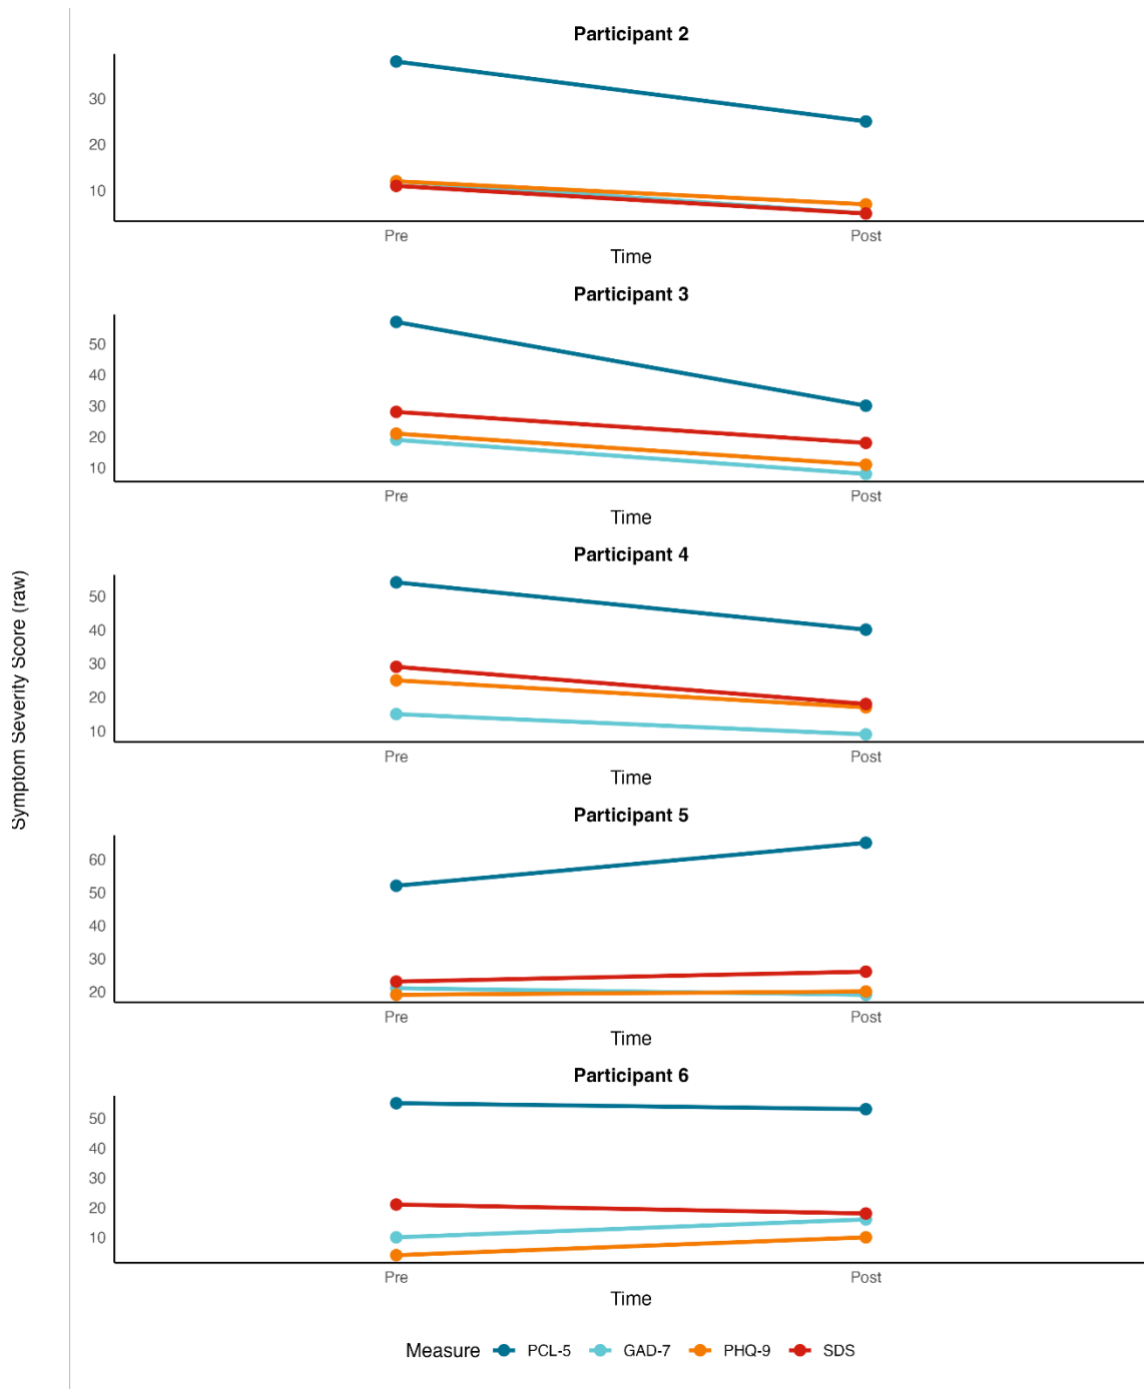 Symptom Severity Score (raw)
Participant 2
30
20
10
Pre
Post
Time
Participant 3
50
40
30
20
10
Pre
Post
Time
Participant 4
50
40
30
20
10
Pre
Post
Time
Participant 5
60
50
40
30
20
Pre
Post
Time
Participant 6
50
40
30
20
10
Pre
Post
Time
Measure PCL-5 GAD-7 PHQ-9 SDS